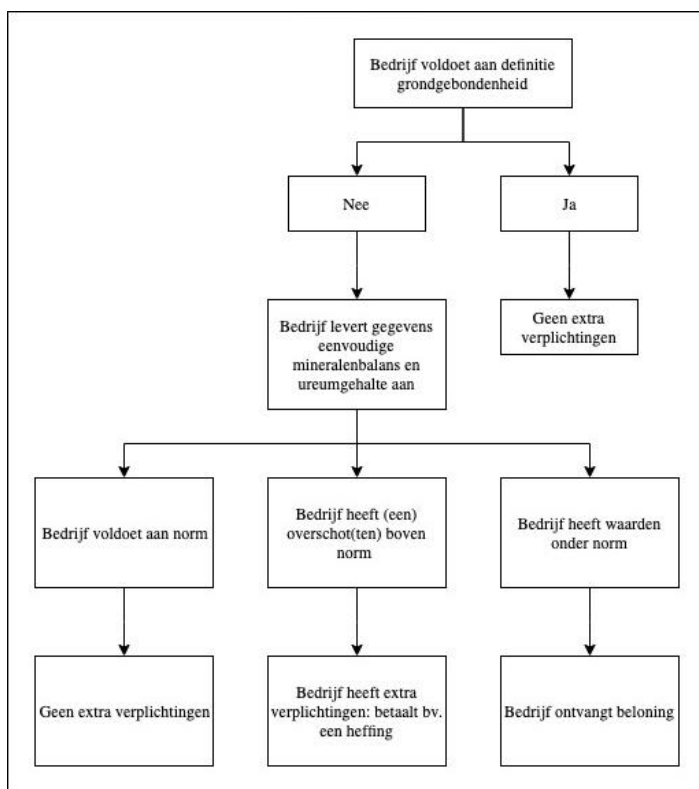 Bedrijf voldoet aan definitie
grondgebondenheid
Nee
Ja
Bedrijf levert gegevens
eenvoudige
mineralenbalans en
ureumgehalte aan
Geen extra
verplichtingen
Bedrijf voldoet aan norm
Bedrijf heeft (een)
overschot(ten) boven
norm
Bedrijf heeft waarden
onder norm
Geen extra verplichtingen
Bedrijf heeft extra
verplichtingen: betaalt bv.
een heffing
Bedrijf ontvangt beloning